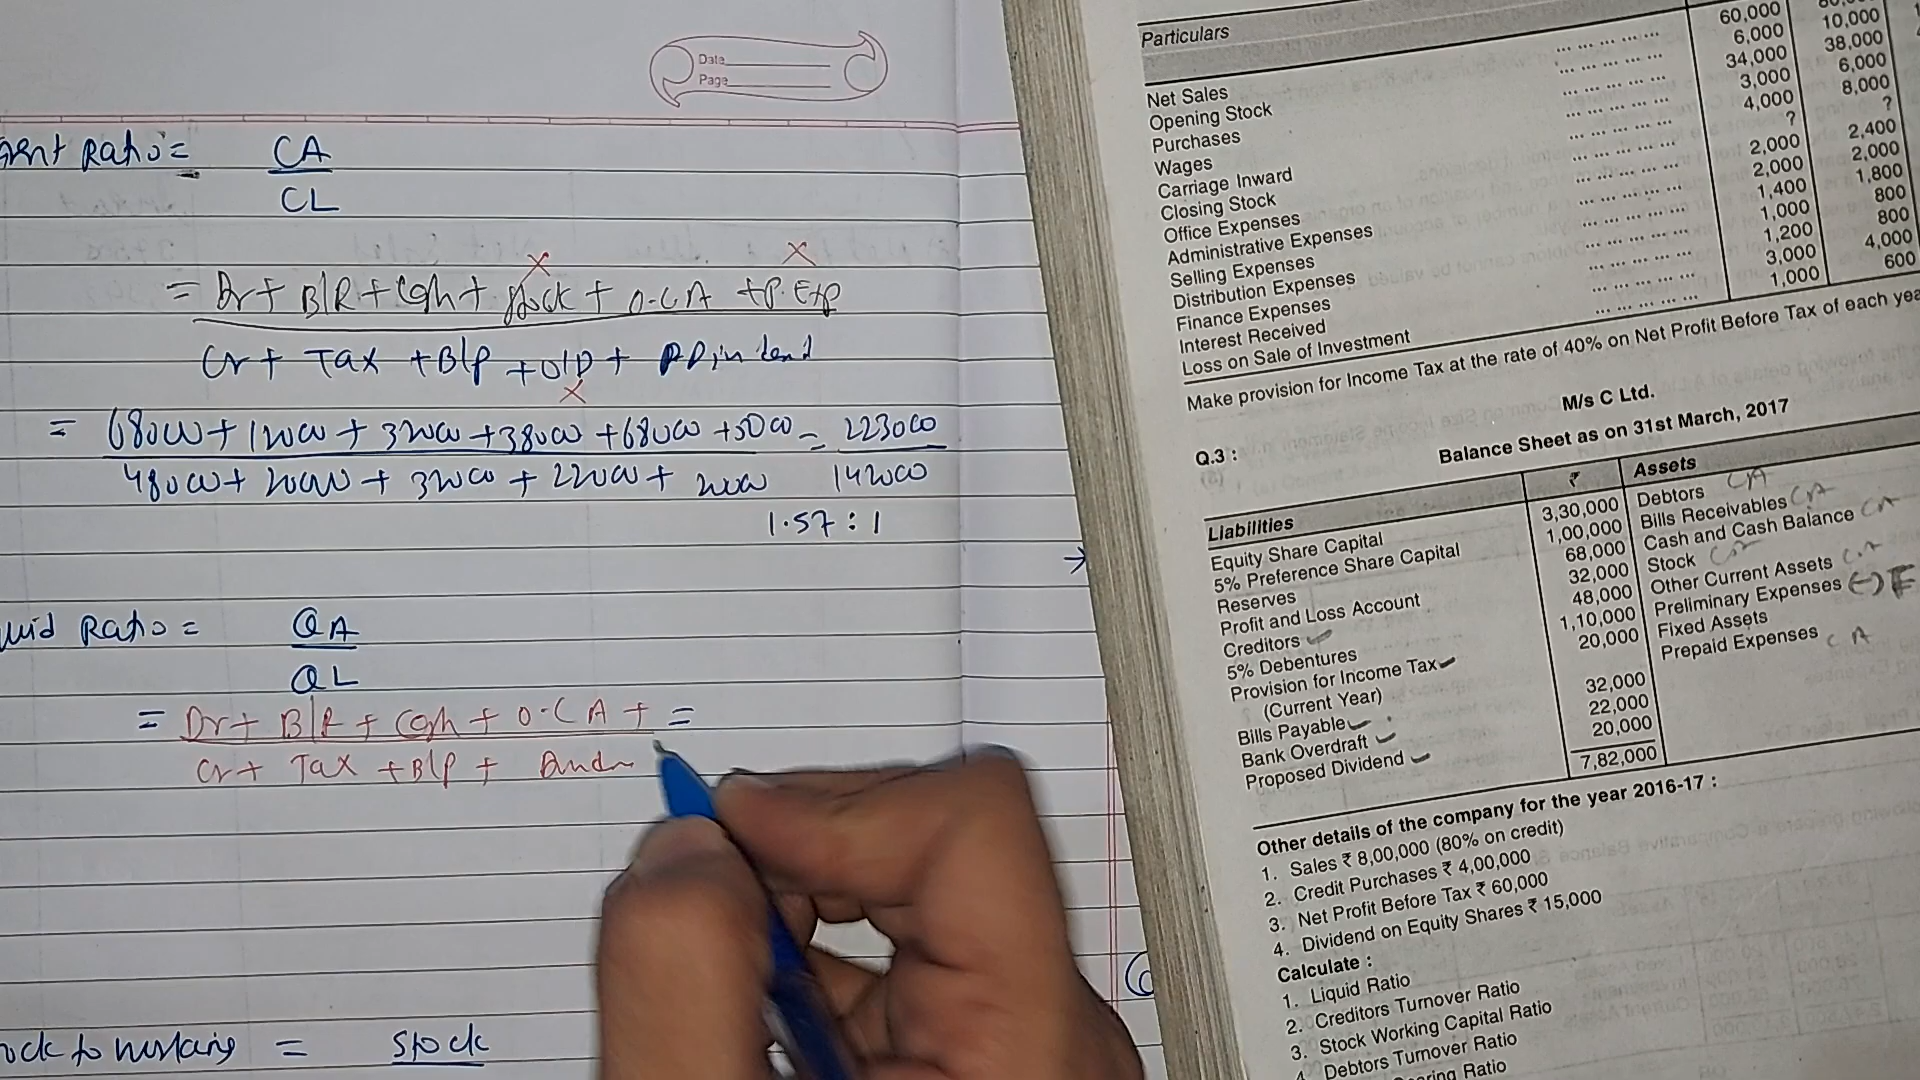 Date
Page
Ratio = CA
CL
= Dr + B/R + Cash + Stock + O.CA + P.Exp
Cr + Tax + B/P + O/D + P Dividend
= 68000 + 12000 + 32000 + 38000 + 68000 + 5000 = 223000
48000 + 20000 + 32000 + 22000 + 20000 142000
1.57 : 1
Ratio = QA
QL
= Dr + B/R + Cash + O.CA + =
Cr + Tax + B/P +
= Stock
Particulars
60,000
Net Sales ... ... ... ... ... 6,000 10,000
Opening Stock ... ... ... ... ... 34,000 38,000
Purchases ... ... ... ... ... 3,000 6,000
Wages ... ... ... ... ... 4,000 8,000
Carriage Inward ... ... ... ... ... ? ?
Closing Stock ... ... ... ... ... 2,000 2,400
Office Expenses ... ... ... ... ... 2,000 2,000
Administrative Expenses ... ... ... ... ... 1,400 1,800
Selling Expenses ... ... ... ... ... 1,000 800
Distribution Expenses ... ... ... ... ... 1,200 800
Finance Expenses ... ... ... ... ... 3,000 4,000
Interest Received ... ... ... ... ... 1,000 600
Loss on Sale of Investment
Make provision for Income Tax at the rate of 40% on Net Profit Before Tax of each
M/s C Ltd.
Q.3 : Balance Sheet as on 31st March, 2017
Liabilities ₹ Assets
Equity Share Capital 3,30,000 Debtors CA
5% Preference Share Capital 1,00,000 Bills Receivables CA
Reserves 68,000 Cash and Cash Balance CA
Profit and Loss Account 32,000 Stock CA
Creditors 48,000 Other Current Assets C.A
5% Debentures 1,10,000 Preliminary Expenses (-)
Provision for Income Tax 20,000 Fixed Assets
(Current Year) Prepaid Expenses CA
Bills Payable 32,000
Bank Overdraft 22,000
Proposed Dividend 20,000
7,82,000
Other details of the company for the year 2016-17 :
1. Sales ₹ 8,00,000 (80% on credit)
2. Credit Purchases ₹ 4,00,000
3. Net Profit Before Tax ₹ 60,000
4. Dividend on Equity Shares ₹ 15,000
Calculate :
1. Liquid Ratio
2. Creditors Turnover Ratio
3. Stock Working Capital Ratio
4. Debtors Turnover Ratio
Ratio